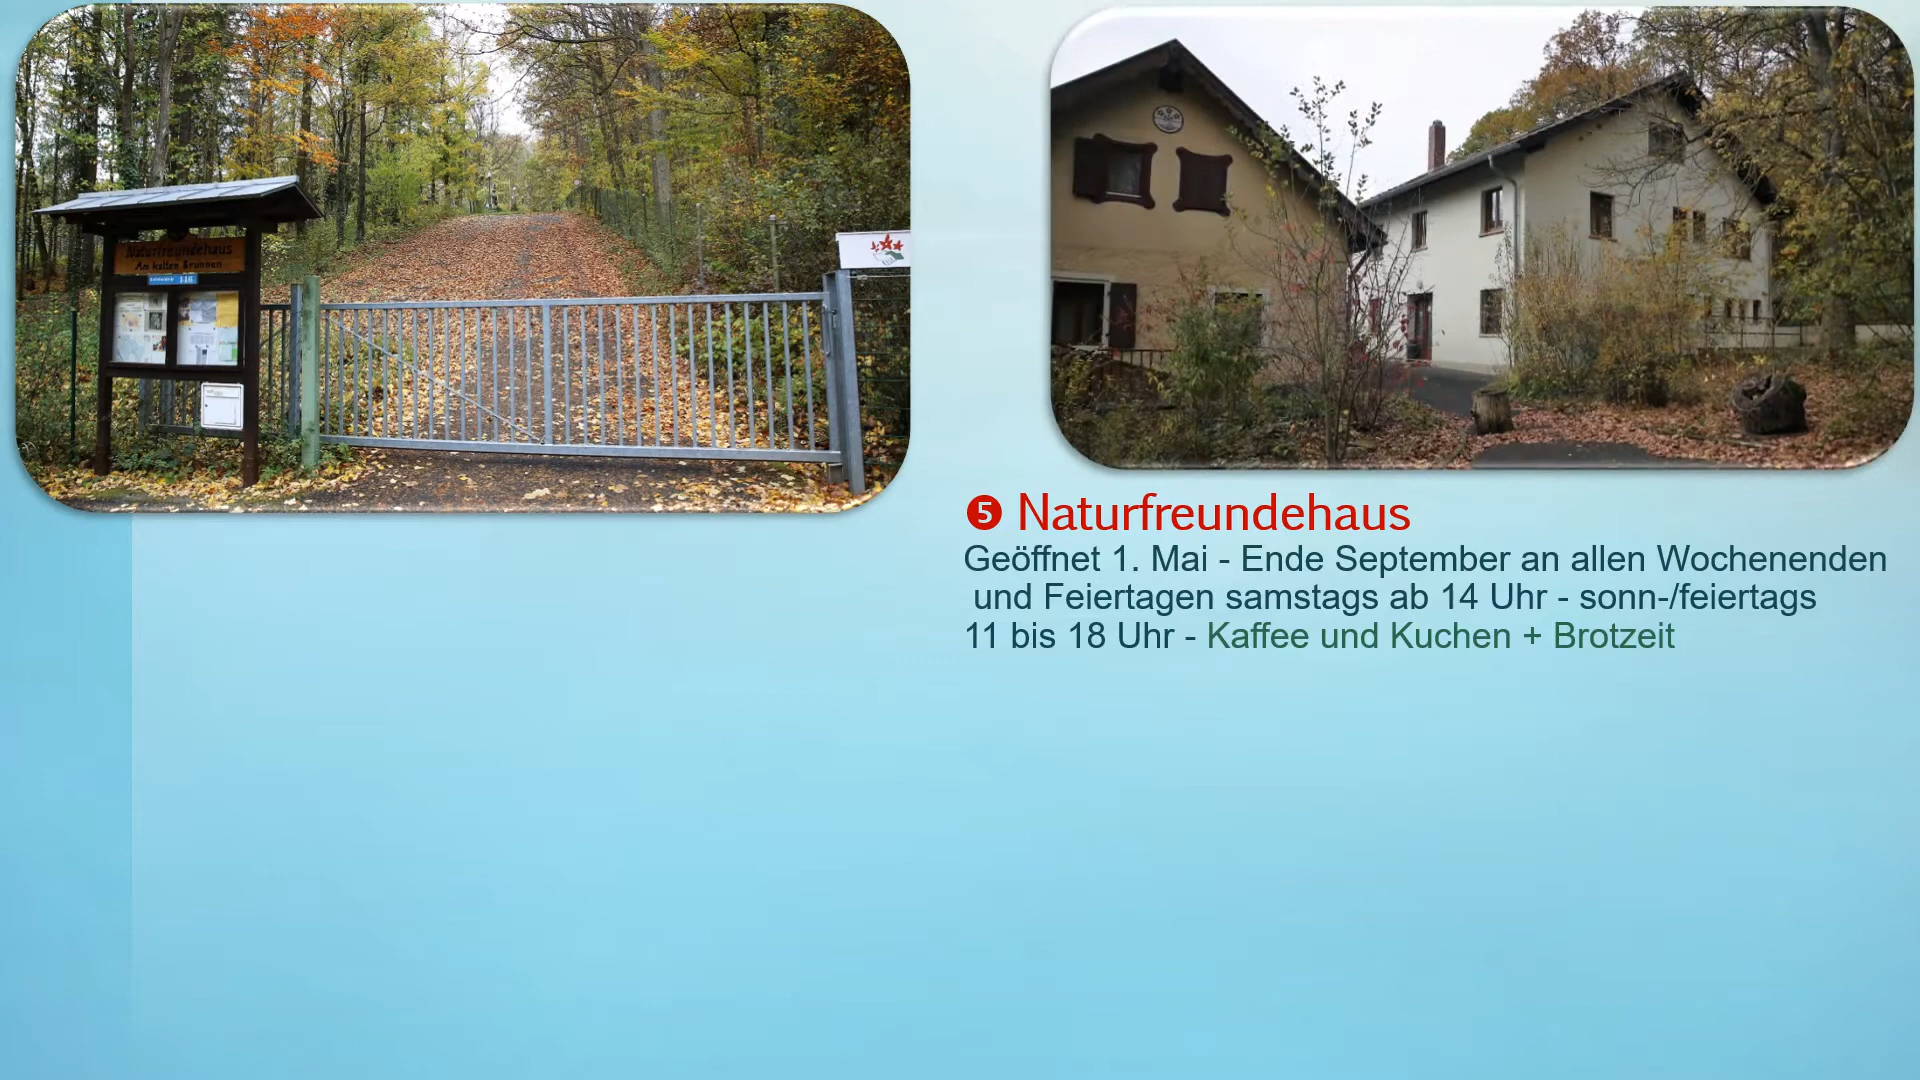 Naturfreundehaus
Am kalten Brunnen
146
❺ Naturfreundehaus
Geöffnet 1. Mai - Ende September an allen Wochenenden
und Feiertagen samstags ab 14 Uhr - sonn-/feiertags
11 bis 18 Uhr - Kaffee und Kuchen + Brotzeit